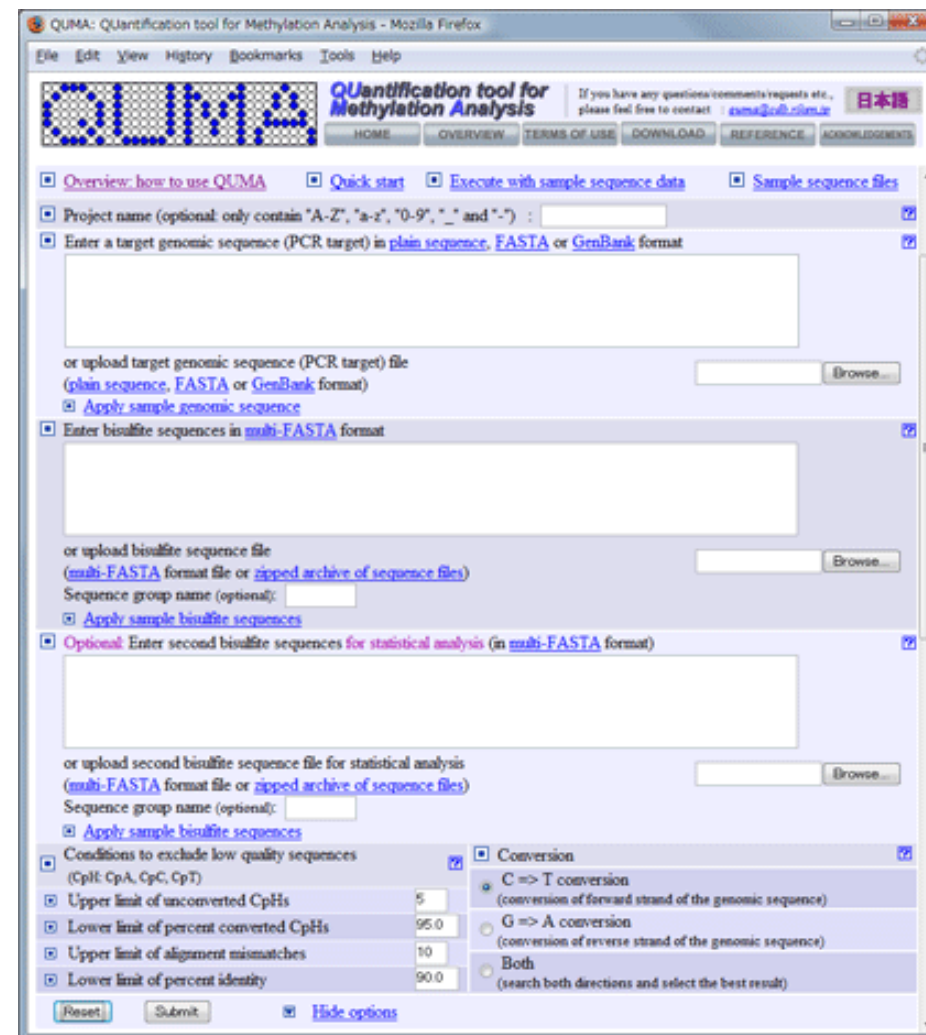 QUMA: QUantification tool for Methylation Analysis - Mozilla Firefox
File Edit View History Bookmarks Tools Help
QUMA
QUantification tool for
Methylation Analysis
If you have any questions/comments/requests etc.,
please feel free to contact :
日本語
HOME OVERVIEW TERMS OF USE DOWNLOAD REFERENCE ACKNOWLEDGEMENTS
Overview: how to use QUMA Quick start Execute with sample sequence data Sample sequence files
Project name (optional: only contain "A-Z", "a-z", "0-9", "_" and "-") :
Enter a target genomic sequence (PCR target) in plain sequence, FASTA or GenBank format
or upload target genomic sequence (PCR target) file
(plain sequence, FASTA or GenBank format)
Browse...
Apply sample genomic sequence
Enter bisulfite sequences in multi-FASTA format
or upload bisulfite sequence file
(multi-FASTA format file or zipped archive of sequence files)
Browse...
Sequence group name (optional):
Apply sample bisulfite sequences
Optional: Enter second bisulfite sequences for statistical analysis (in multi-FASTA format)
or upload second bisulfite sequence file for statistical analysis
(multi-FASTA format file or zipped archive of sequence files)
Browse...
Sequence group name (optional):
Apply sample bisulfite sequences
Conditions to exclude low quality sequences
(CpH: CpA, CpC, CpT)
Upper limit of unconverted CpHs 5
Lower limit of percent converted CpHs 95.0
Upper limit of alignment mismatches 10
Lower limit of percent identity 90.0
Conversion
C => T conversion
(conversion of forward strand of the genomic sequence)
G => A conversion
(conversion of reverse strand of the genomic sequence)
Both
(search both directions and select the best result)
Reset Submit Hide options